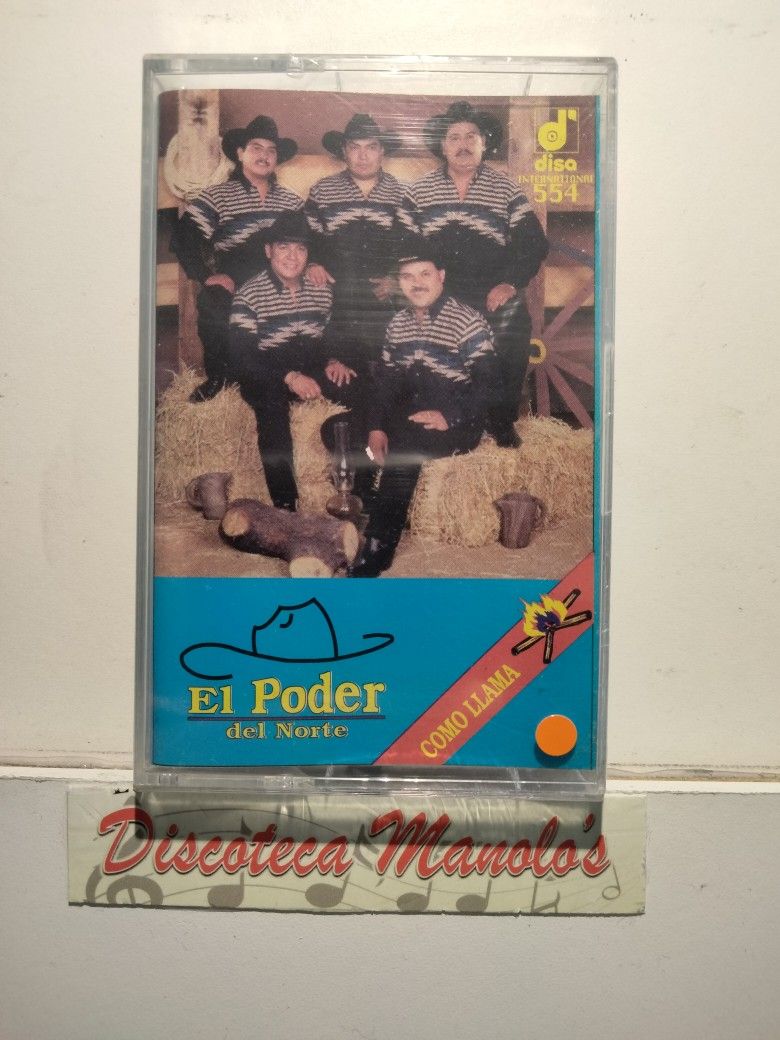 disa
INTERNATIONAL
554
El Poder
del Norte
COMO LLAMA
Discoteca Manolo's